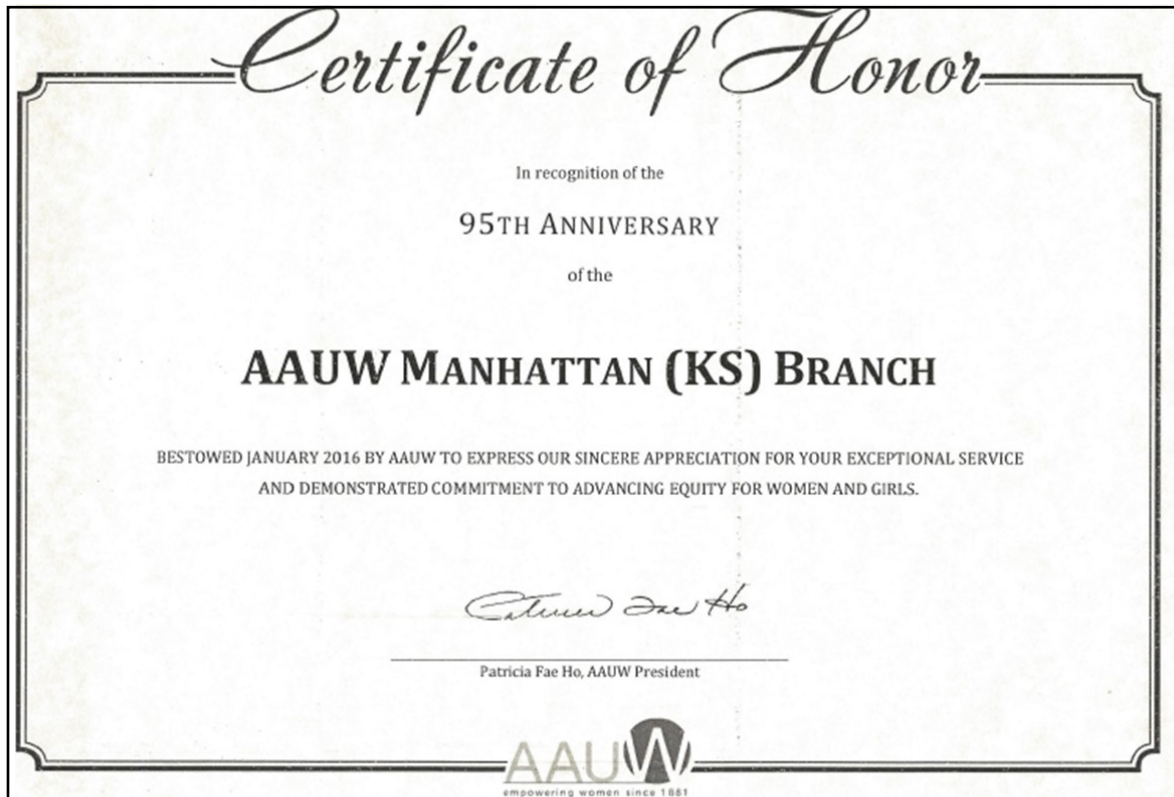 Certificate of Honor
In recognition of the
95TH ANNIVERSARY
of the
AAUW MANHATTAN (KS) BRANCH
BESTOWED JANUARY 2016 BY AAUW TO EXPRESS OUR SINCERE APPRECIATION FOR YOUR EXCEPTIONAL SERVICE
AND DEMONSTRATED COMMITMENT TO ADVANCING EQUITY FOR WOMEN AND GIRLS.
Patricia Fae Ho
Patricia Fae Ho, AAUW President
AAUW
empowering women since 1881